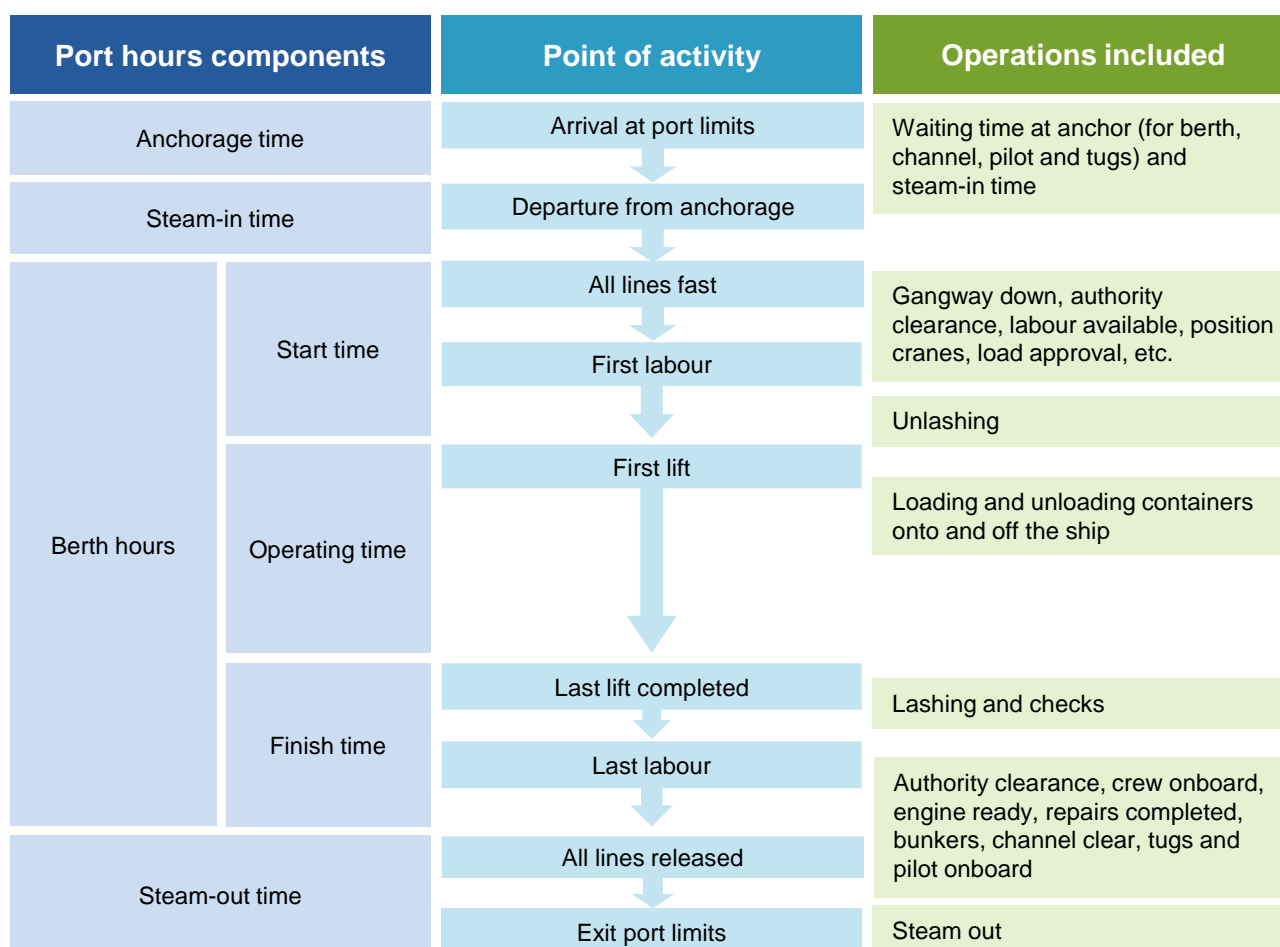 Port hours components
Point of activity
Operations included
Anchorage time
Arrival at port limits
Waiting time at anchor (for berth,
channel, pilot and tugs) and
steam-in time
Steam-in time
Departure from anchorage
Berth hours
Start time
All lines fast
Gangway down, authority
clearance, labour available, position
cranes, load approval, etc.
First labour
Unlashing
Operating time
First lift
Loading and unloading containers
onto and off the ship
Finish time
Last lift completed
Lashing and checks
Last labour
Authority clearance, crew onboard,
engine ready, repairs completed,
bunkers, channel clear, tugs and
pilot onboard
Steam-out time
All lines released
Exit port limits
Steam out